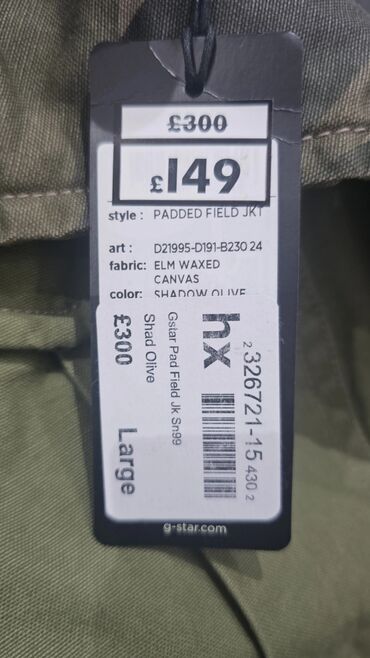 £300
£149
style : PADDED FIELD JKT
art : D21995-D191-B230 24
fabric: ELM WAXED
CANVAS
color: SHADOW OLIVE
hx
2 326721-15 430 2
Gstar Pad Field Jk Sn99
Shad Olive
£300 Large
g-star.com